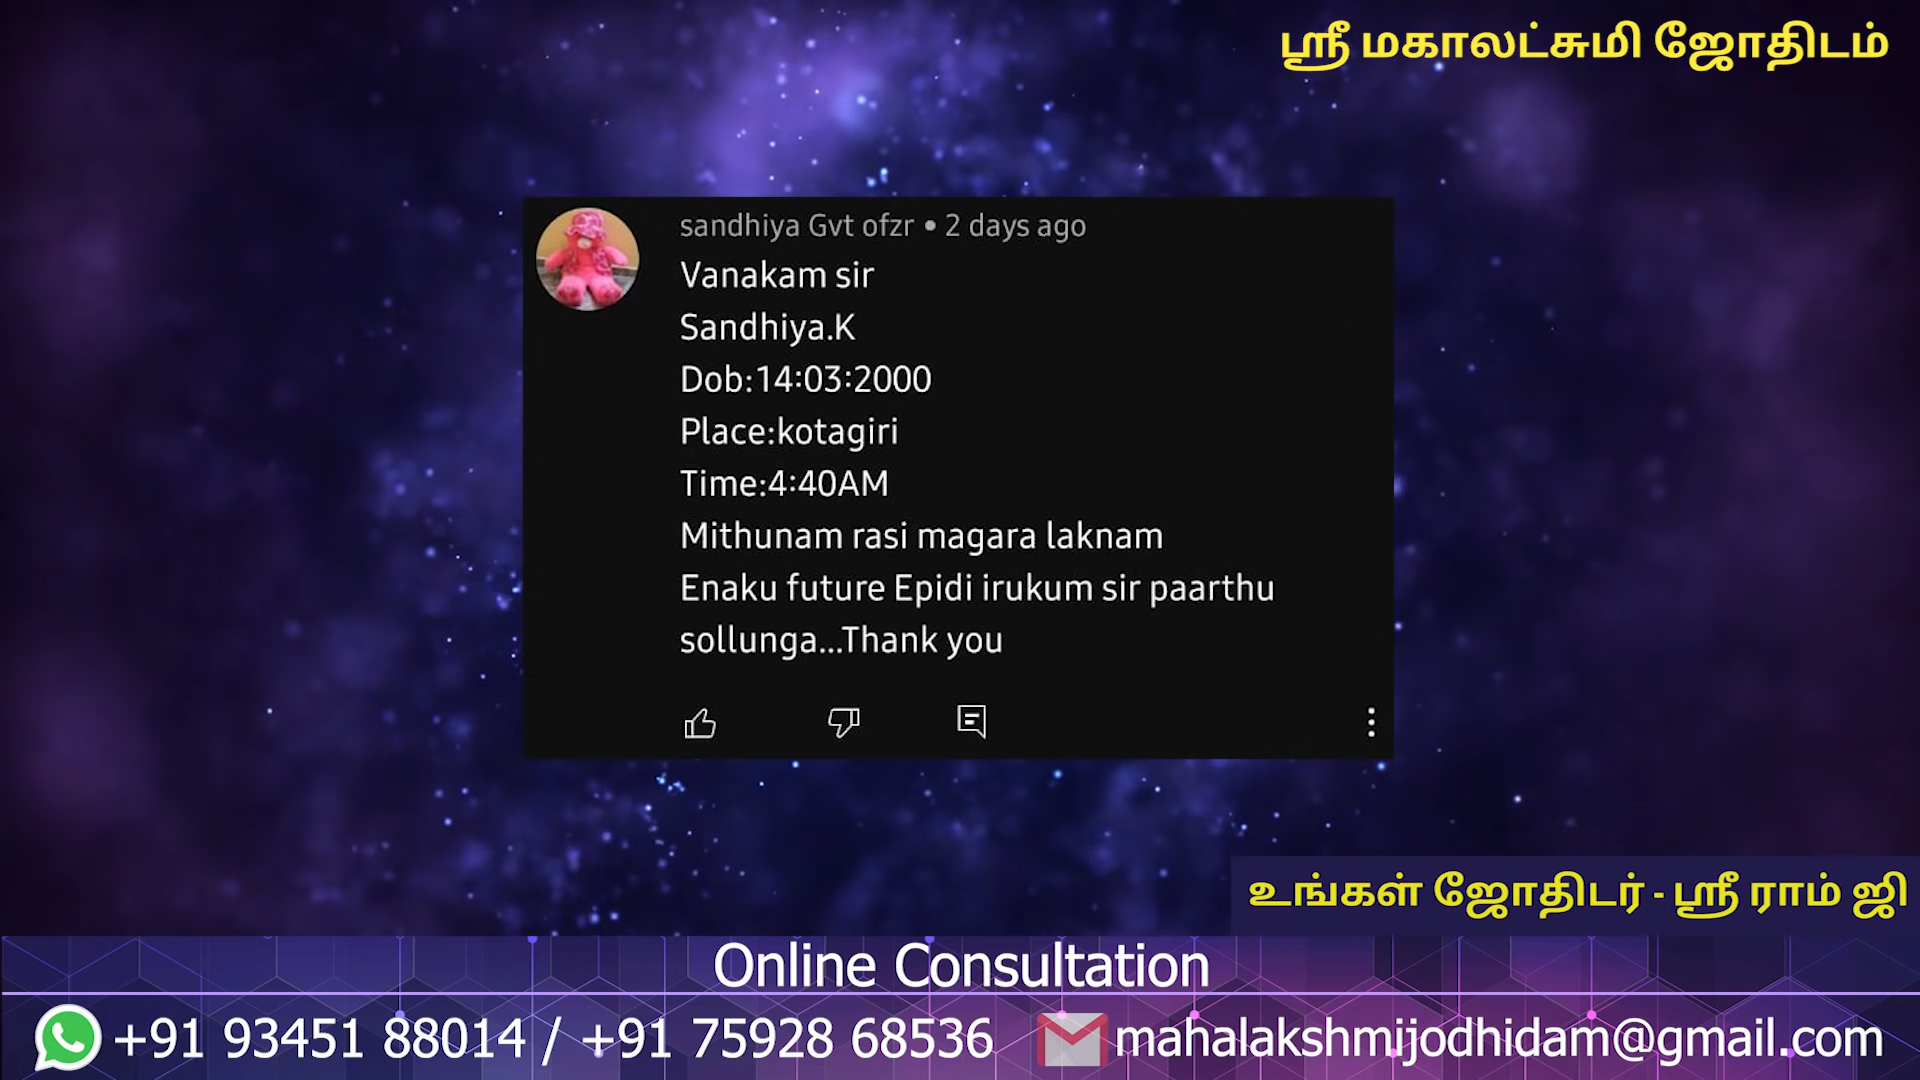 ஸ்ரீ மகாலட்சுமி ஜோதிடம்
sandhiya Gvt ofzr • 2 days ago
Vanakam sir
Sandhiya.K
Dob:14:03:2000
Place:kotagiri
Time:4:40AM
Mithunam rasi magara laknam
Enaku future Epidi irukum sir paarthu
sollunga...Thank you
உங்கள் ஜோதிடர் - ஸ்ரீ ராம் ஜி
Online Consultation
+91 93451 88014 / +91 75928 68536 mahalakshmijodhidam@gmail.com